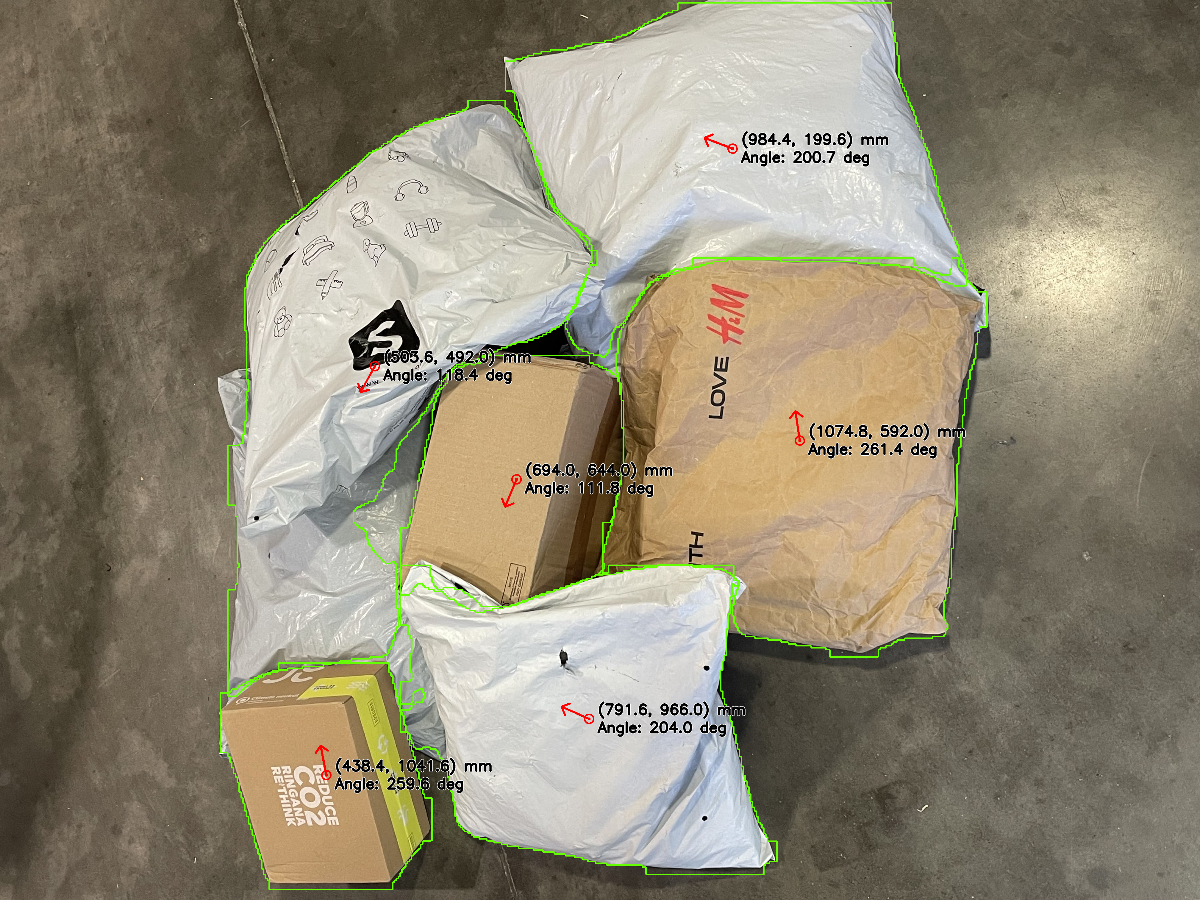 (984.4, 199.6) mm
Angle: 200.7 deg
H&M
LOVE
(503.6, 492.0) mm
Angle: 118.4 deg
(1074.8, 592.0) mm
Angle: 261.4 deg
(694.0, 644.0) mm
Angle: 111.8 deg
TH
(791.6, 966.0) mm
Angle: 204.0 deg
(438.4, 1041.6) mm
Angle: 259.6 deg
REDUCE
CO2
RINGANA
RE:THINK